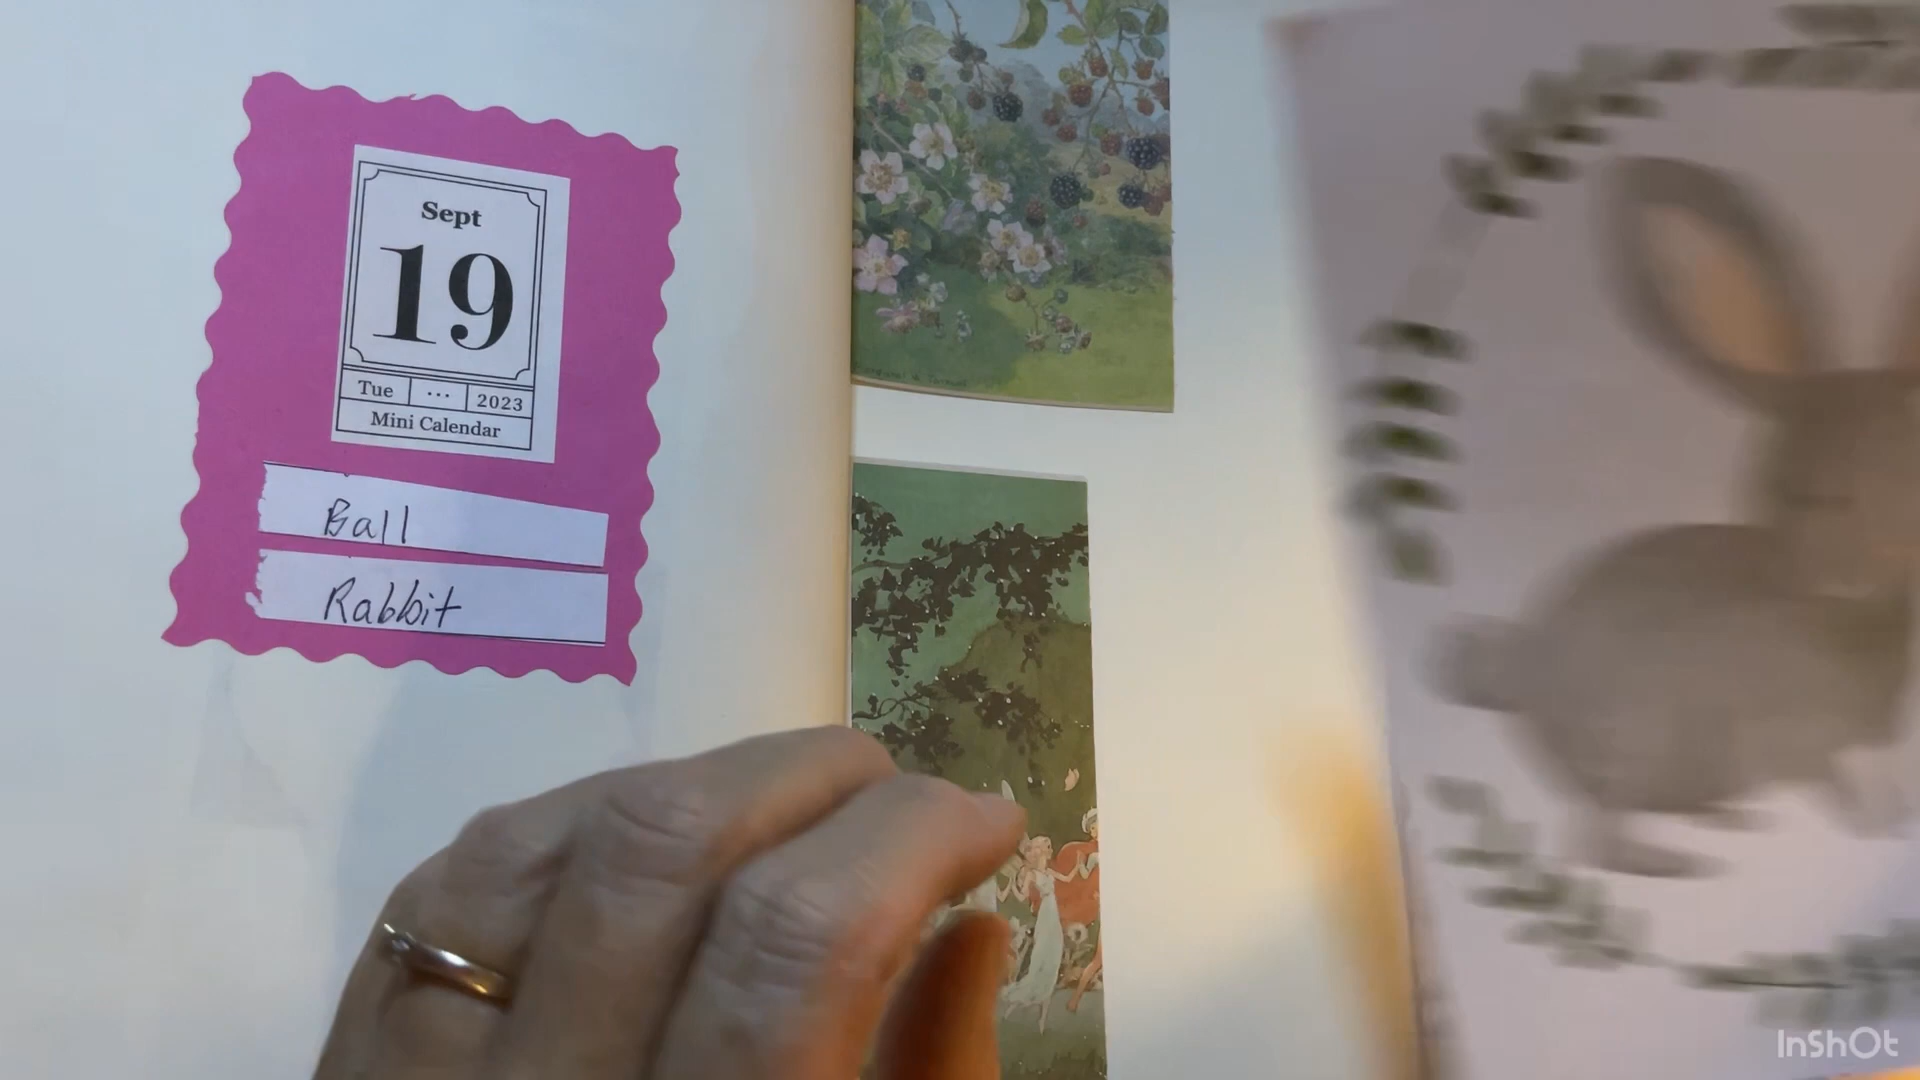 Sept
19
Tue ... 2023
Mini Calendar
Ball
Rabbit
InShOt